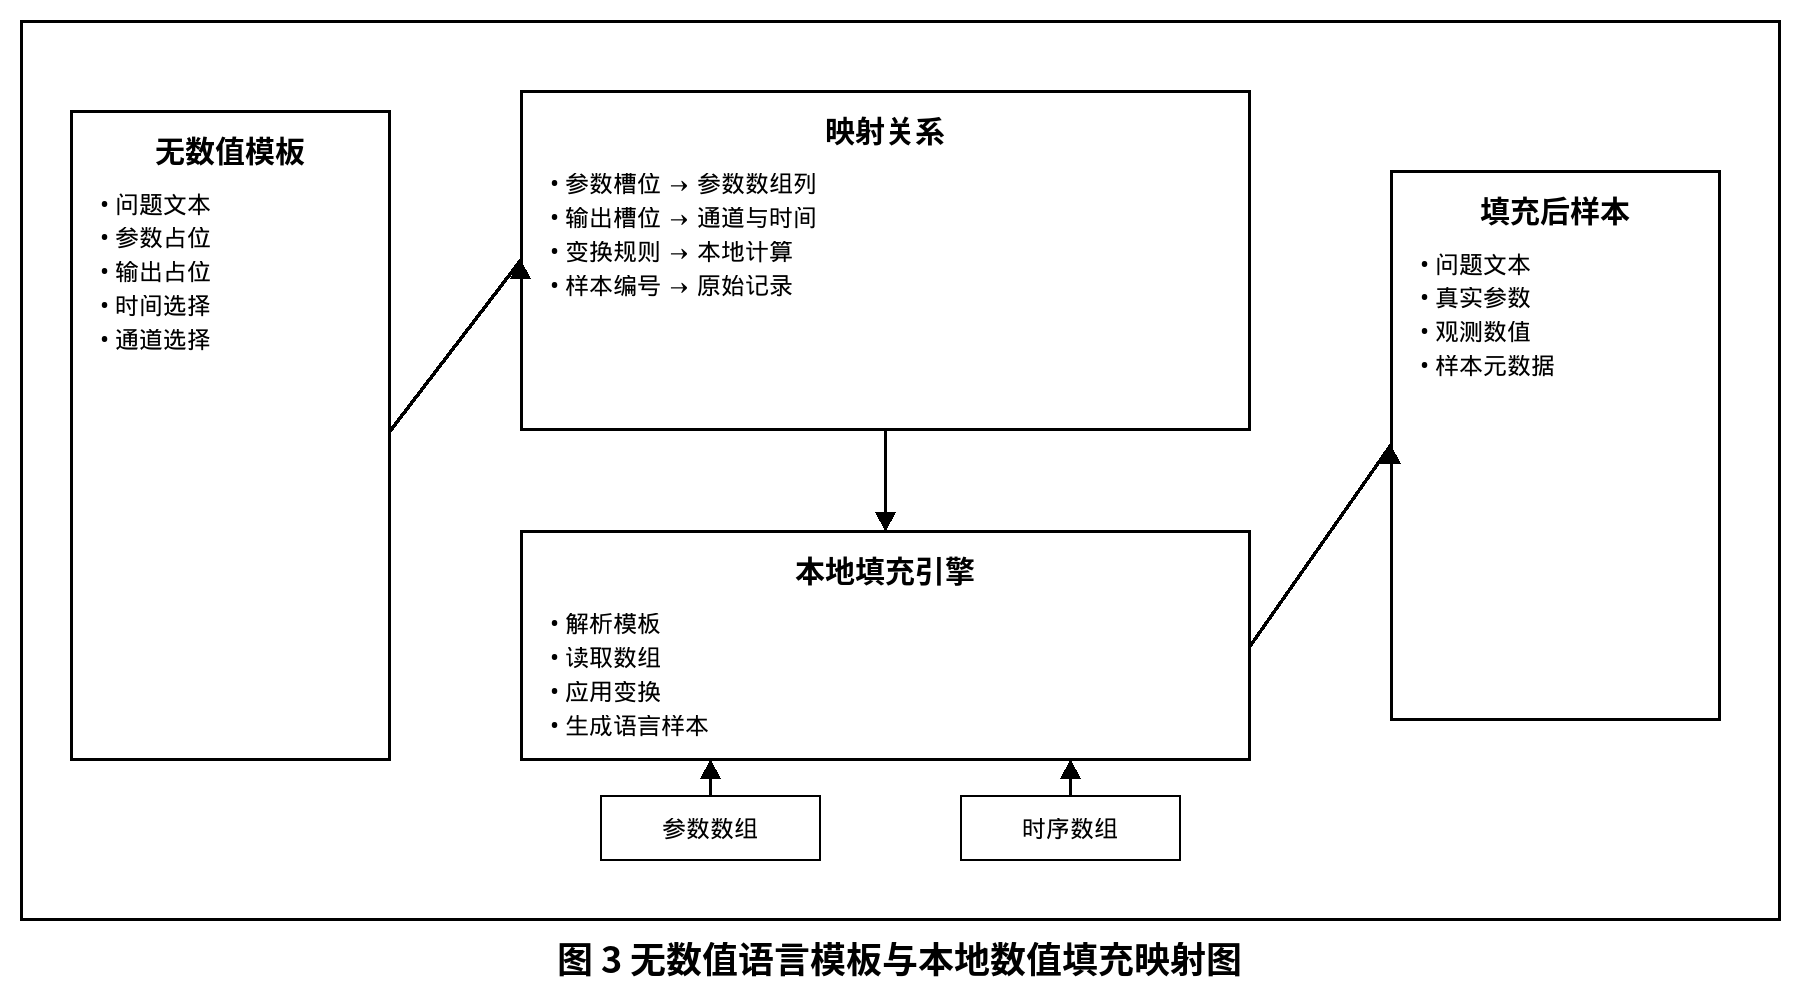 无数值模板
• 问题文本
• 参数占位
• 输出占位
• 时间选择
• 通道选择
映射关系
• 参数槽位 → 参数数组列
• 输出槽位 → 通道与时间
• 变换规则 → 本地计算
• 样本编号 → 原始记录
本地填充引擎
• 解析模板
• 读取数组
• 应用变换
• 生成语言样本
参数数组
时序数组
填充后样本
• 问题文本
• 真实参数
• 观测数值
• 样本元数据
图 3 无数值语言模板与本地数值填充映射图